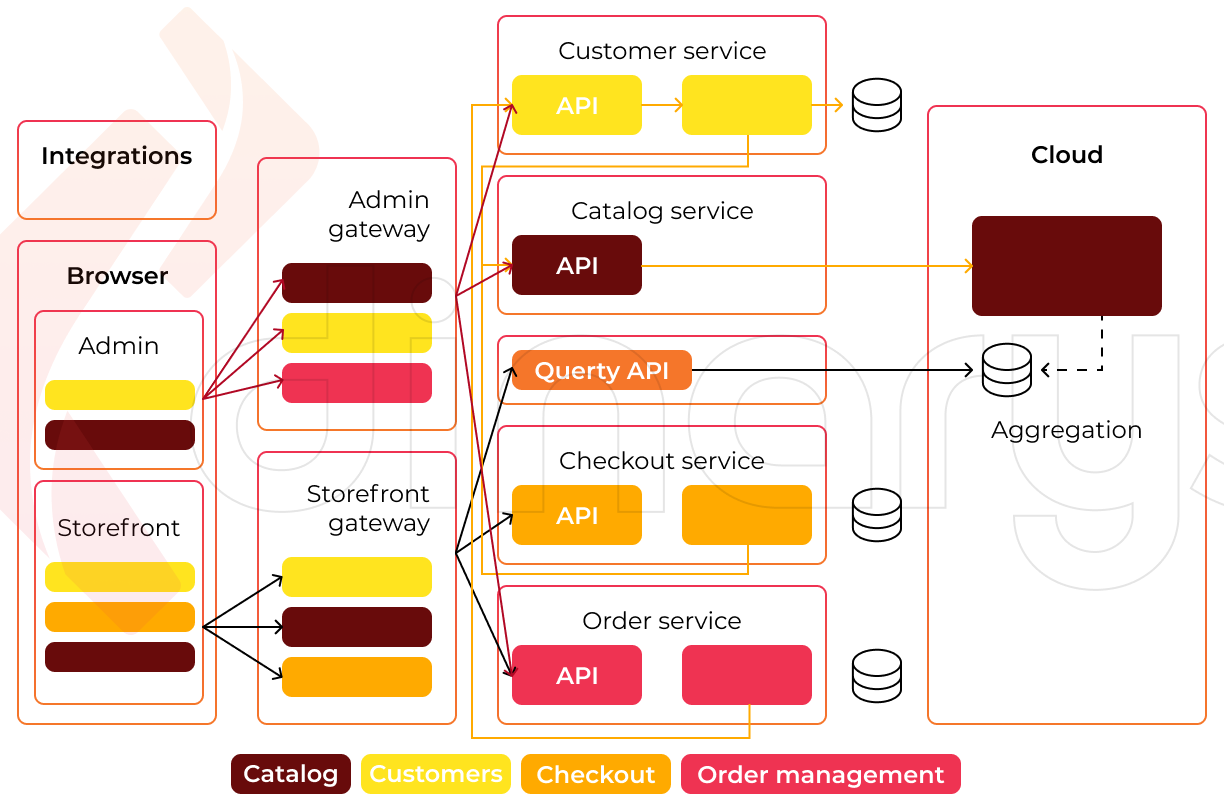 Integrations
Browser
Admin
Storefront
Admin
gateway
Storefront
gateway
Customer service
API
Catalog service
API
Querty API
Checkout service
API
Order service
API
Cloud
Aggregation
Catalog
Customers
Checkout
Order management
dinarys